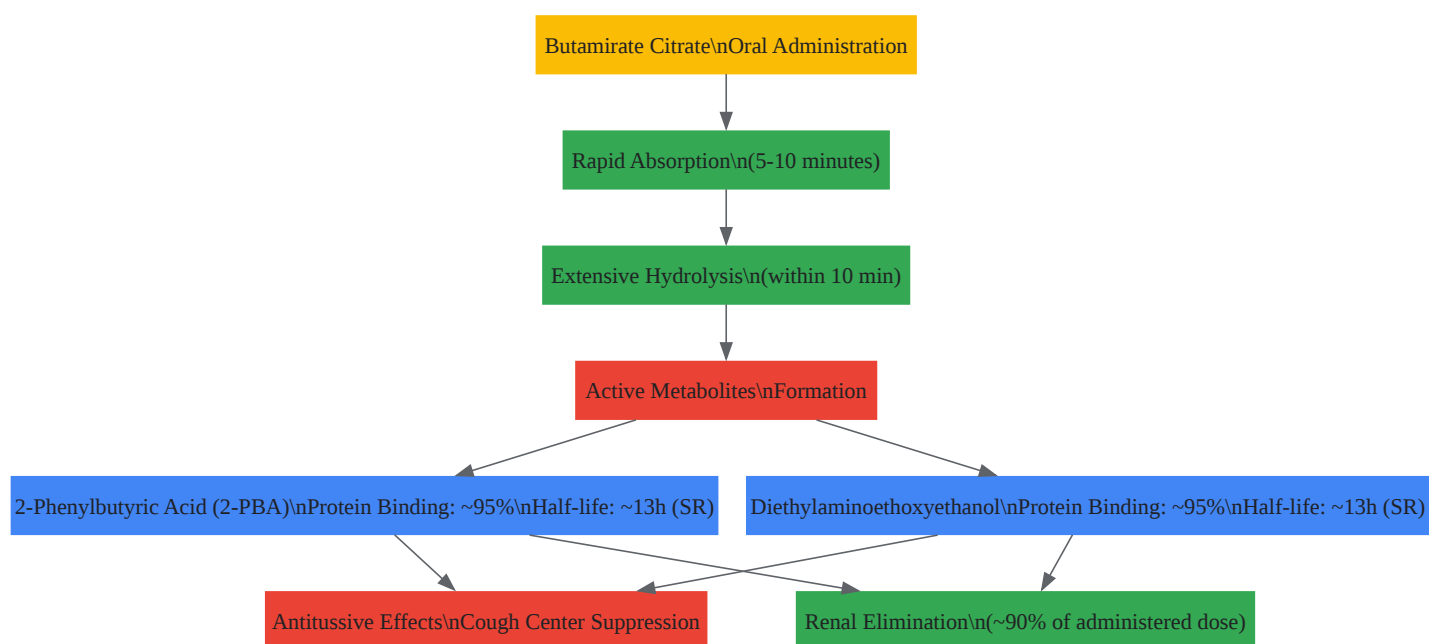 Butamirate Citrate\nOral Administration
Rapid Absorption\n(5-10 minutes)
Extensive Hydrolysis\n(within 10 min)
Active Metabolites\nFormation
2-Phenylbutyric Acid (2-PBA)\nProtein Binding: ~95%\nHalf-life: ~13h (SR)
Diethylaminoethoxyethanol\nProtein Binding: ~95%\nHalf-life: ~13h (SR)
Antitussive Effects\nCough Center Suppression
Renal Elimination\n(~90% of administered dose)